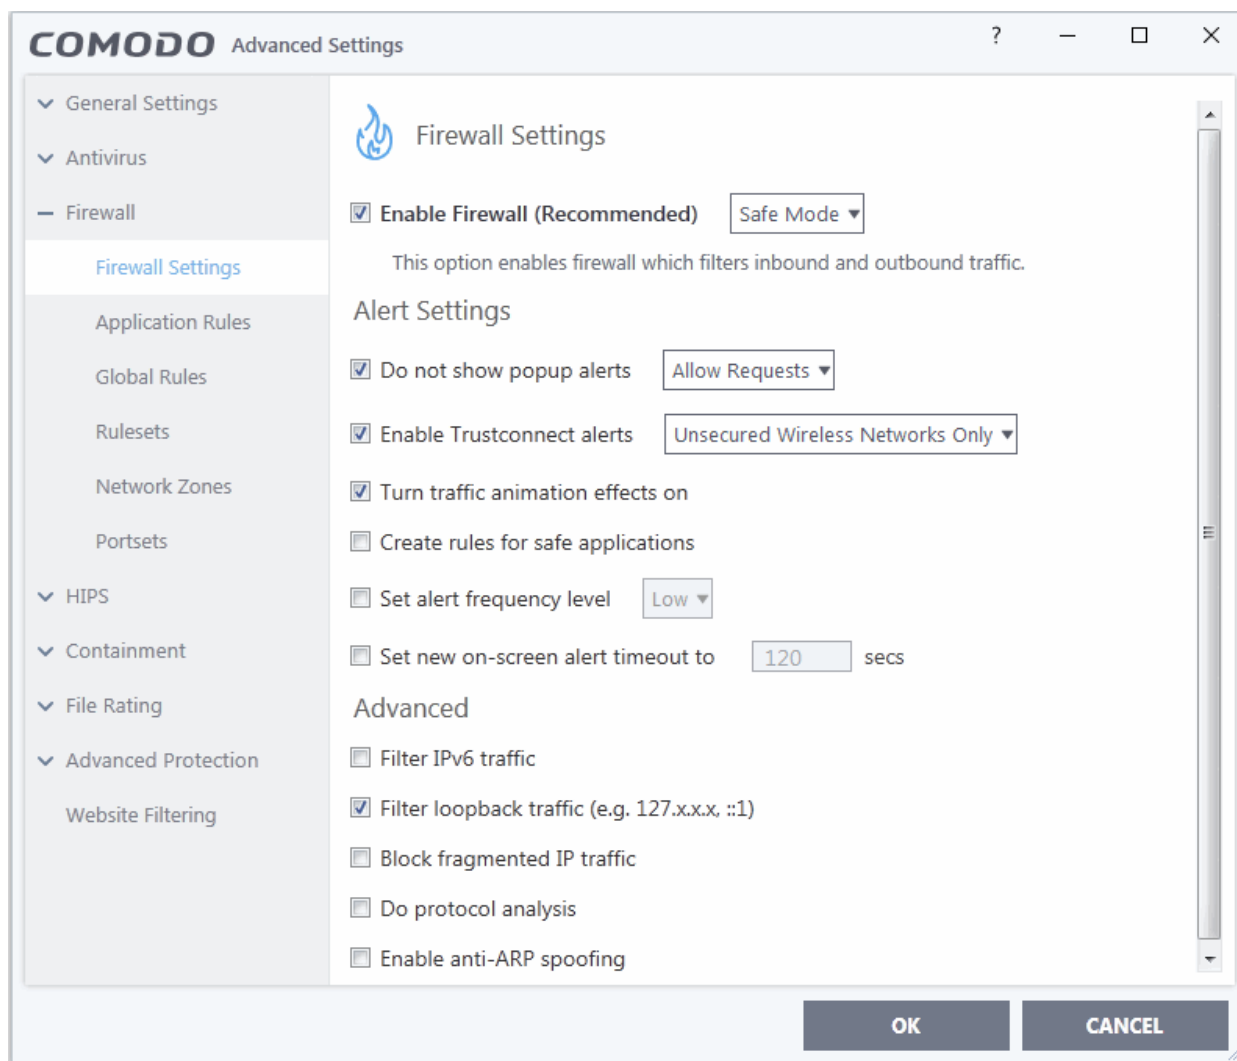 COMODO Advanced Settings ?
General Settings
Antivirus
Firewall
Firewall Settings
Application Rules
Global Rules
Rulesets
Network Zones
Portsets
HIPS
Containment
File Rating
Advanced Protection
Website Filtering
Firewall Settings
Enable Firewall (Recommended) Safe Mode
This option enables firewall which filters inbound and outbound traffic.
Alert Settings
Do not show popup alerts Allow Requests
Enable Trustconnect alerts Unsecured Wireless Networks Only
Turn traffic animation effects on
Create rules for safe applications
Set alert frequency level Low
Set new on-screen alert timeout to 120 secs
Advanced
Filter IPv6 traffic
Filter loopback traffic (e.g. 127.x.x.x, ::1)
Block fragmented IP traffic
Do protocol analysis
Enable anti-ARP spoofing
OK CANCEL